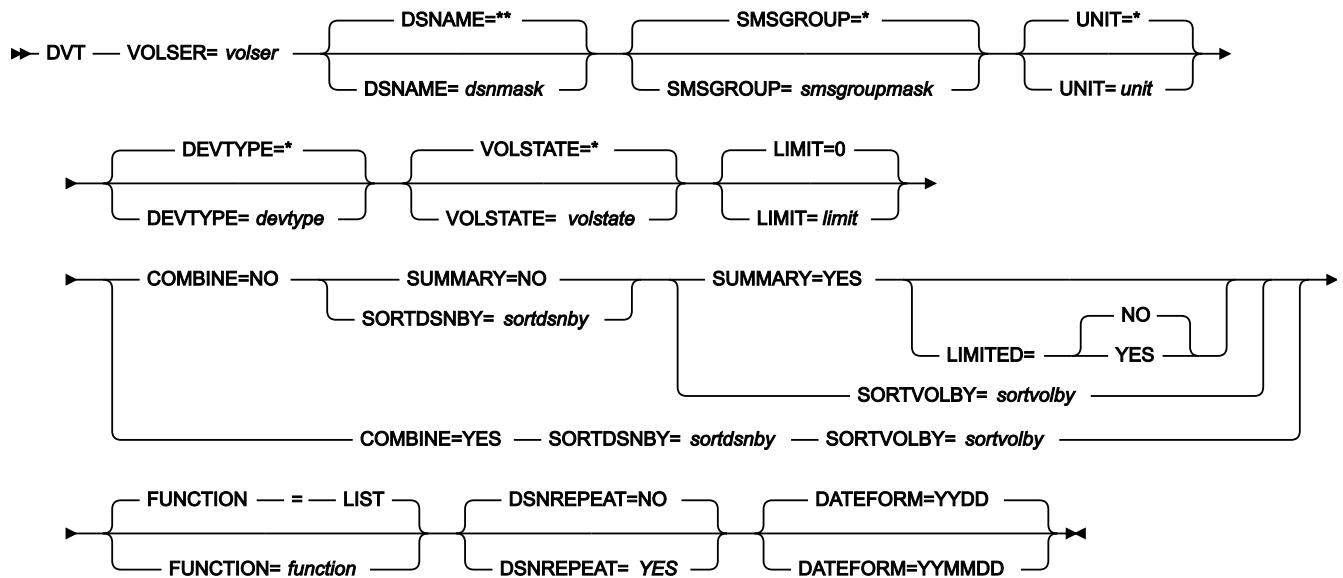 DSNAME=** SMSGROUP=* UNIT=*
DVT VOLSER= volser
DSNAME= dsnmask SMSGROUP= smsgroupmask UNIT= unit
DEVTYPE=* VOLSTATE=* LIMIT=0
DEVTYPE= devtype VOLSTATE= volstate LIMIT= limit
COMBINE=NO SUMMARY=NO SUMMARY=YES
SORTDSNBY= sortdsnby NO
LIMITED= YES
SORTVOLBY= sortvolby
COMBINE=YES SORTDSNBY= sortdsnby SORTVOLBY= sortvolby
FUNCTION = LIST DSNREPEAT=NO DATEFORM=YYDD
FUNCTION= function DSNREPEAT= YES DATEFORM=YYMMDD